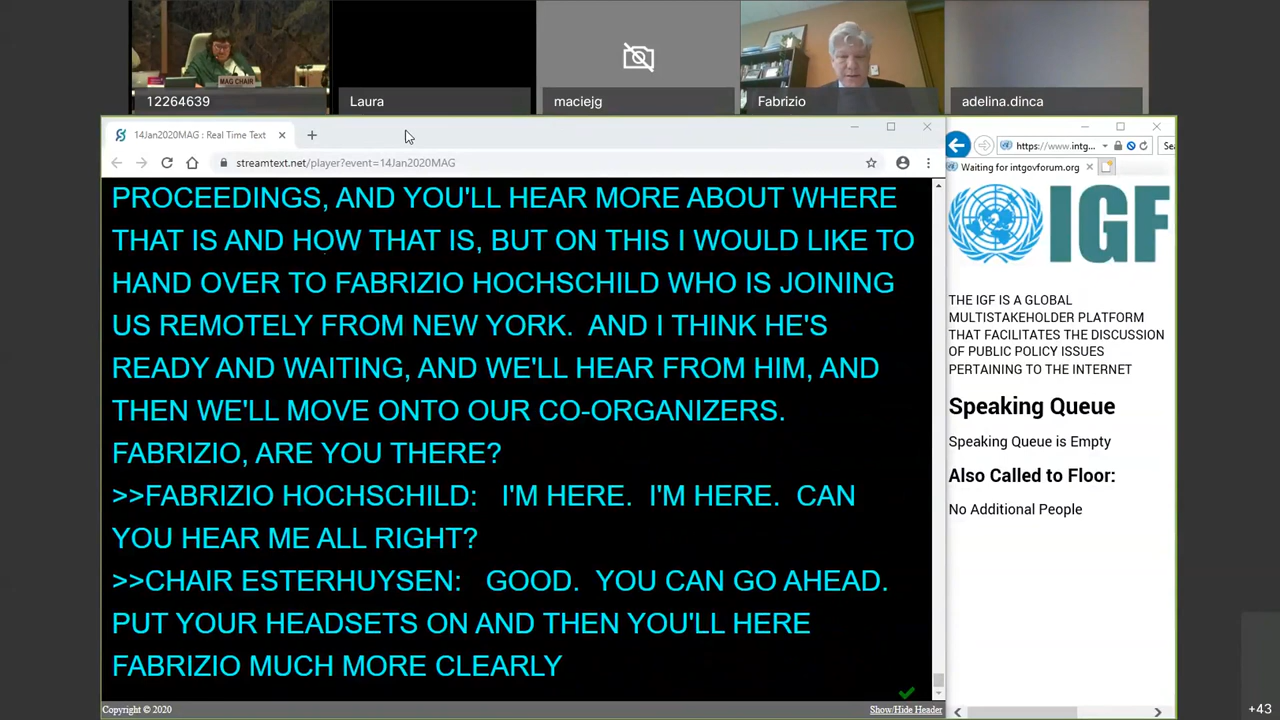 MAG CHAIR
12264639
Laura
maciejg
Fabrizio
adelina.dinca
14Jan2020MAG : Real Time Text
streamtext.net/player?event=14Jan2020MAG
PROCEEDINGS, AND YOU'LL HEAR MORE ABOUT WHERE
THAT IS AND HOW THAT IS, BUT ON THIS I WOULD LIKE TO
HAND OVER TO FABRIZIO HOCHSCHILD WHO IS JOINING
US REMOTELY FROM NEW YORK. AND I THINK HE'S
READY AND WAITING, AND WE'LL HEAR FROM HIM, AND
THEN WE'LL MOVE ONTO OUR CO-ORGANIZERS.
FABRIZIO, ARE YOU THERE?
>>FABRIZIO HOCHSCHILD: I'M HERE. I'M HERE. CAN
YOU HEAR ME ALL RIGHT?
>>CHAIR ESTERHUYSEN: GOOD. YOU CAN GO AHEAD.
PUT YOUR HEADSETS ON AND THEN YOU'LL HERE
FABRIZIO MUCH MORE CLEARLY
Copyright © 2020
Show/Hide Header
https://www.intg...
Sea
Waiting for intgovforum.org
IGF
THE IGF IS A GLOBAL
MULTISTAKEHOLDER PLATFORM
THAT FACILITATES THE DISCUSSION
OF PUBLIC POLICY ISSUES
PERTAINING TO THE INTERNET
Speaking Queue
Speaking Queue is Empty
Also Called to Floor:
No Additional People
+43